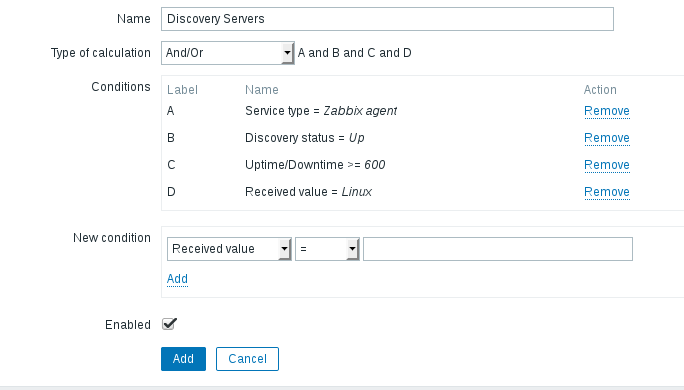 Name Discovery Servers
Type of calculation And/Or A and B and C and D
Conditions Label Name Action
A Service type = Zabbix agent Remove
B Discovery status = Up Remove
C Uptime/Downtime >= 600 Remove
D Received value = Linux Remove
New condition
Received value =
Add
Enabled
Add Cancel